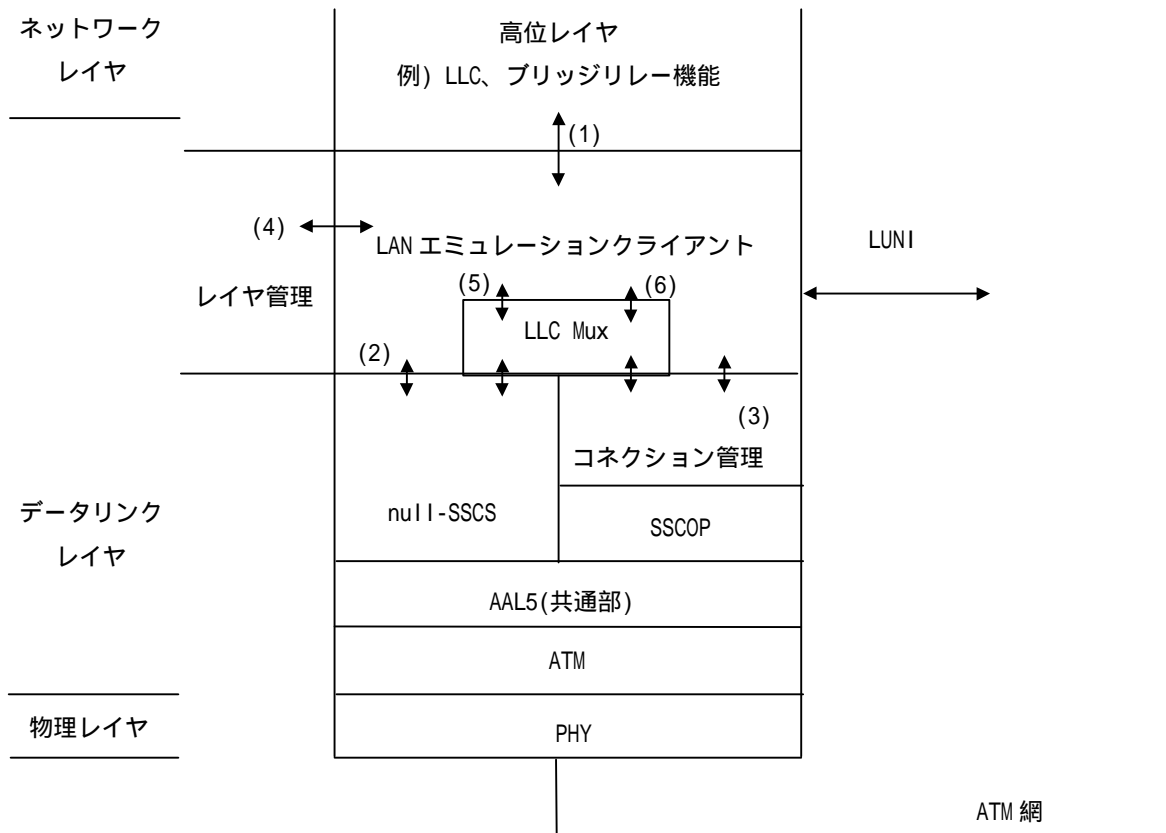 ネットワーク
レイヤ
高位レイヤ
例) LLC、ブリッジリレー機能
(1)
(4)
LAN エミュレーションクライアント
LUNI
レイヤ管理
(5)
(6)
LLC Mux
(2)
(3)
コネクション管理
データリンク
レイヤ
null-SSCS
SSCOP
AAL5(共通部)
ATM
物理レイヤ
PHY
ATM 網